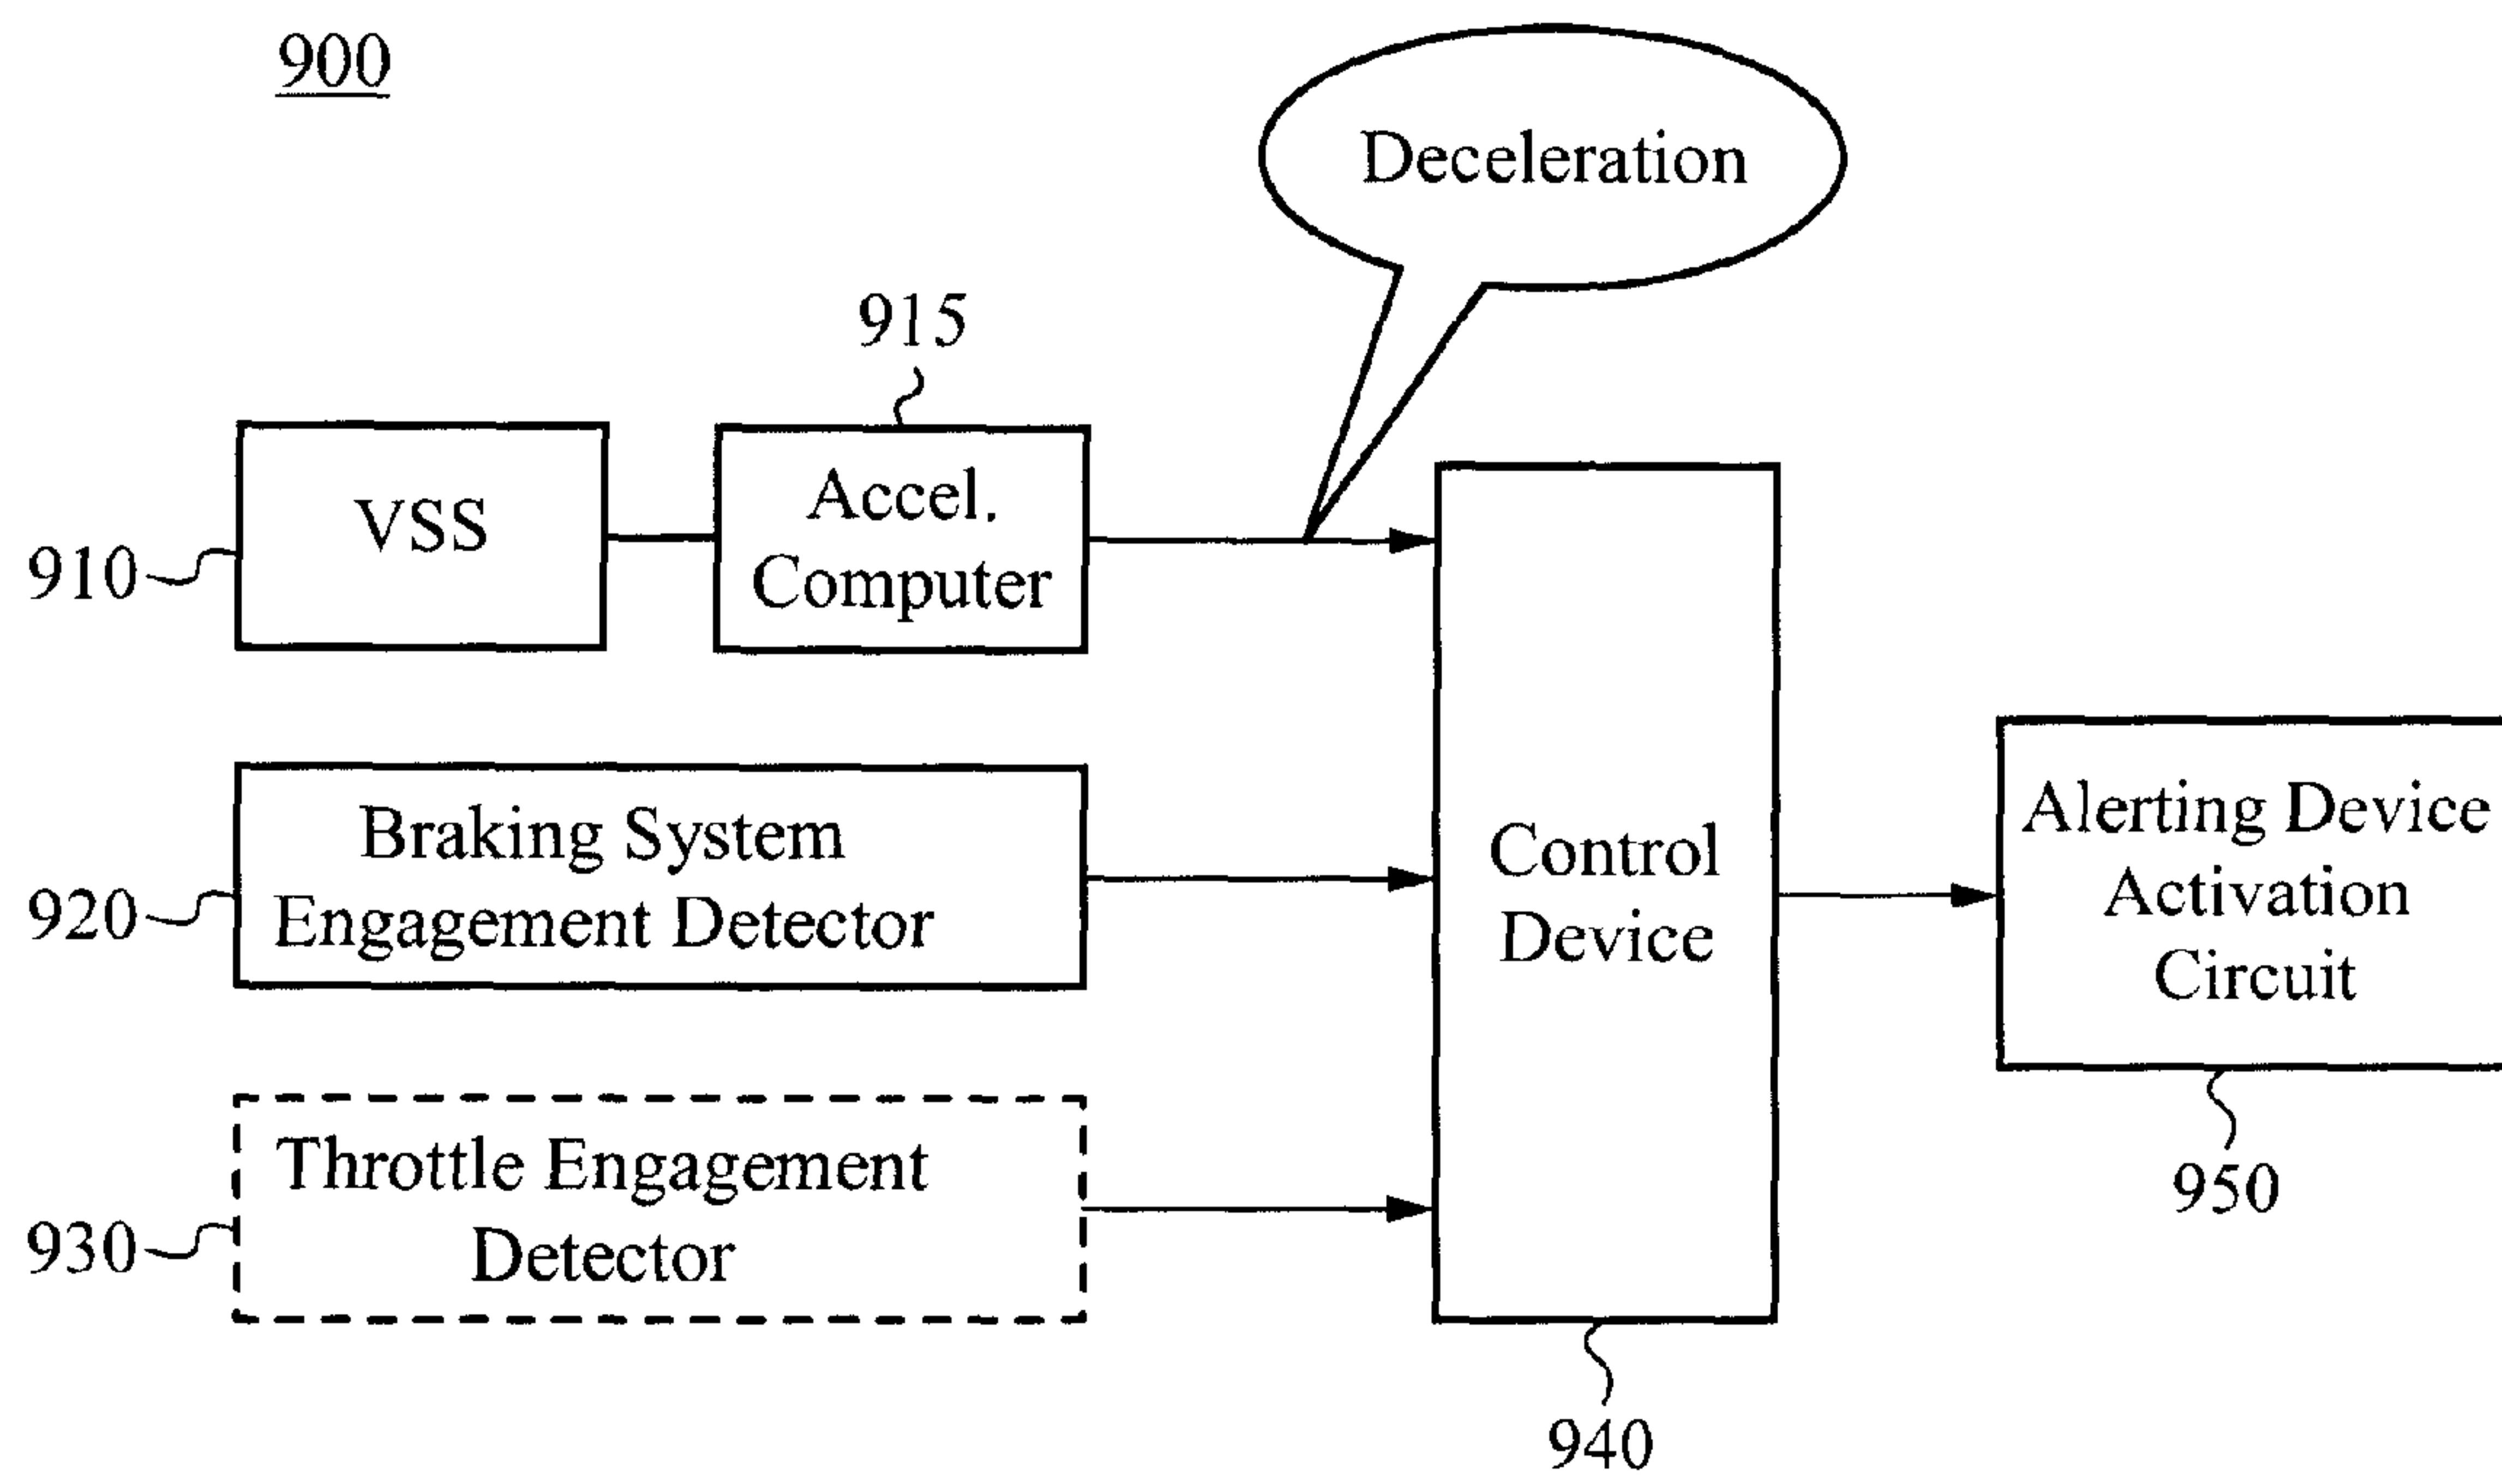 900
Deceleration
915
VSS
Accel.
Computer
910
Braking System
Engagement Detector
920
Control
Device
Alerting Device
Activation
Circuit
Throttle Engagement
Detector
930
950
940